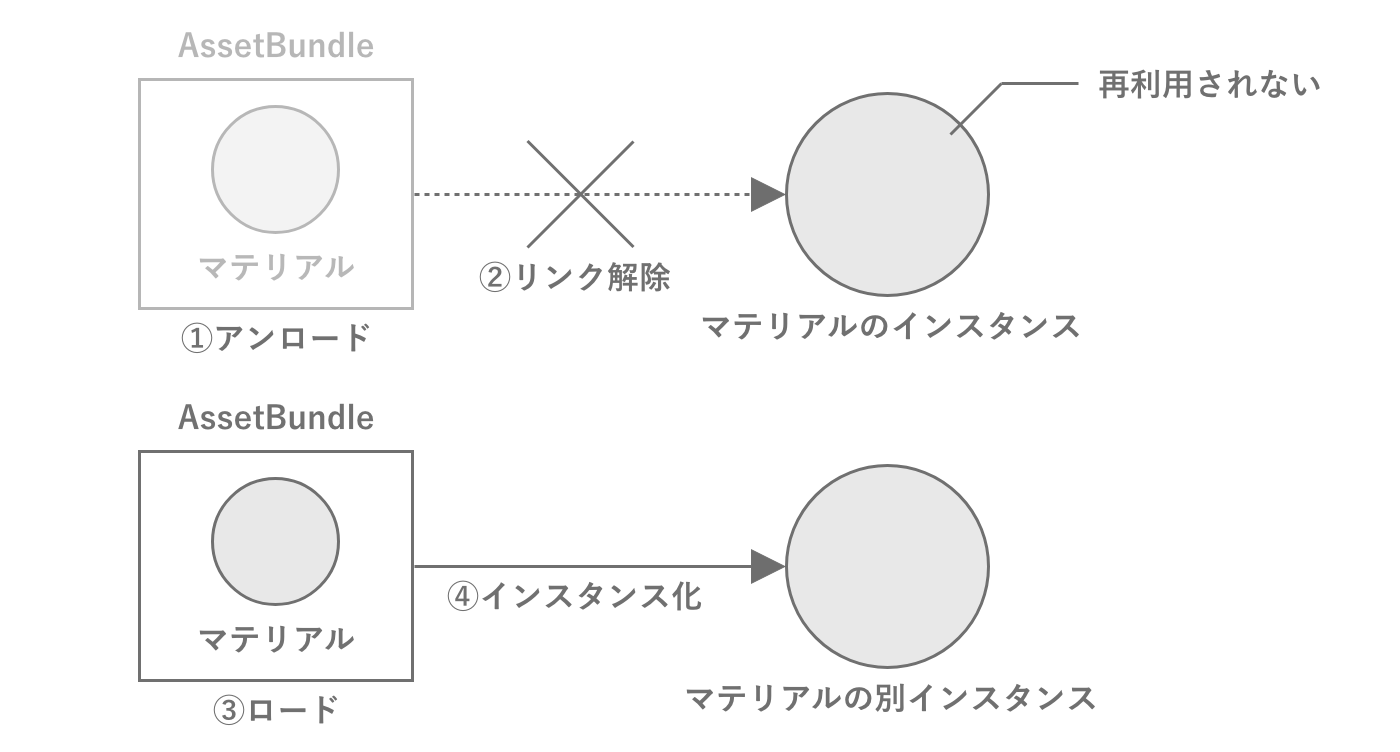 AssetBundle
再利用されない
マテリアル
②リンク解除
マテリアルのインスタンス
①アンロード
AssetBundle
マテリアル
④インスタンス化
マテリアルの別インスタンス
③ロード